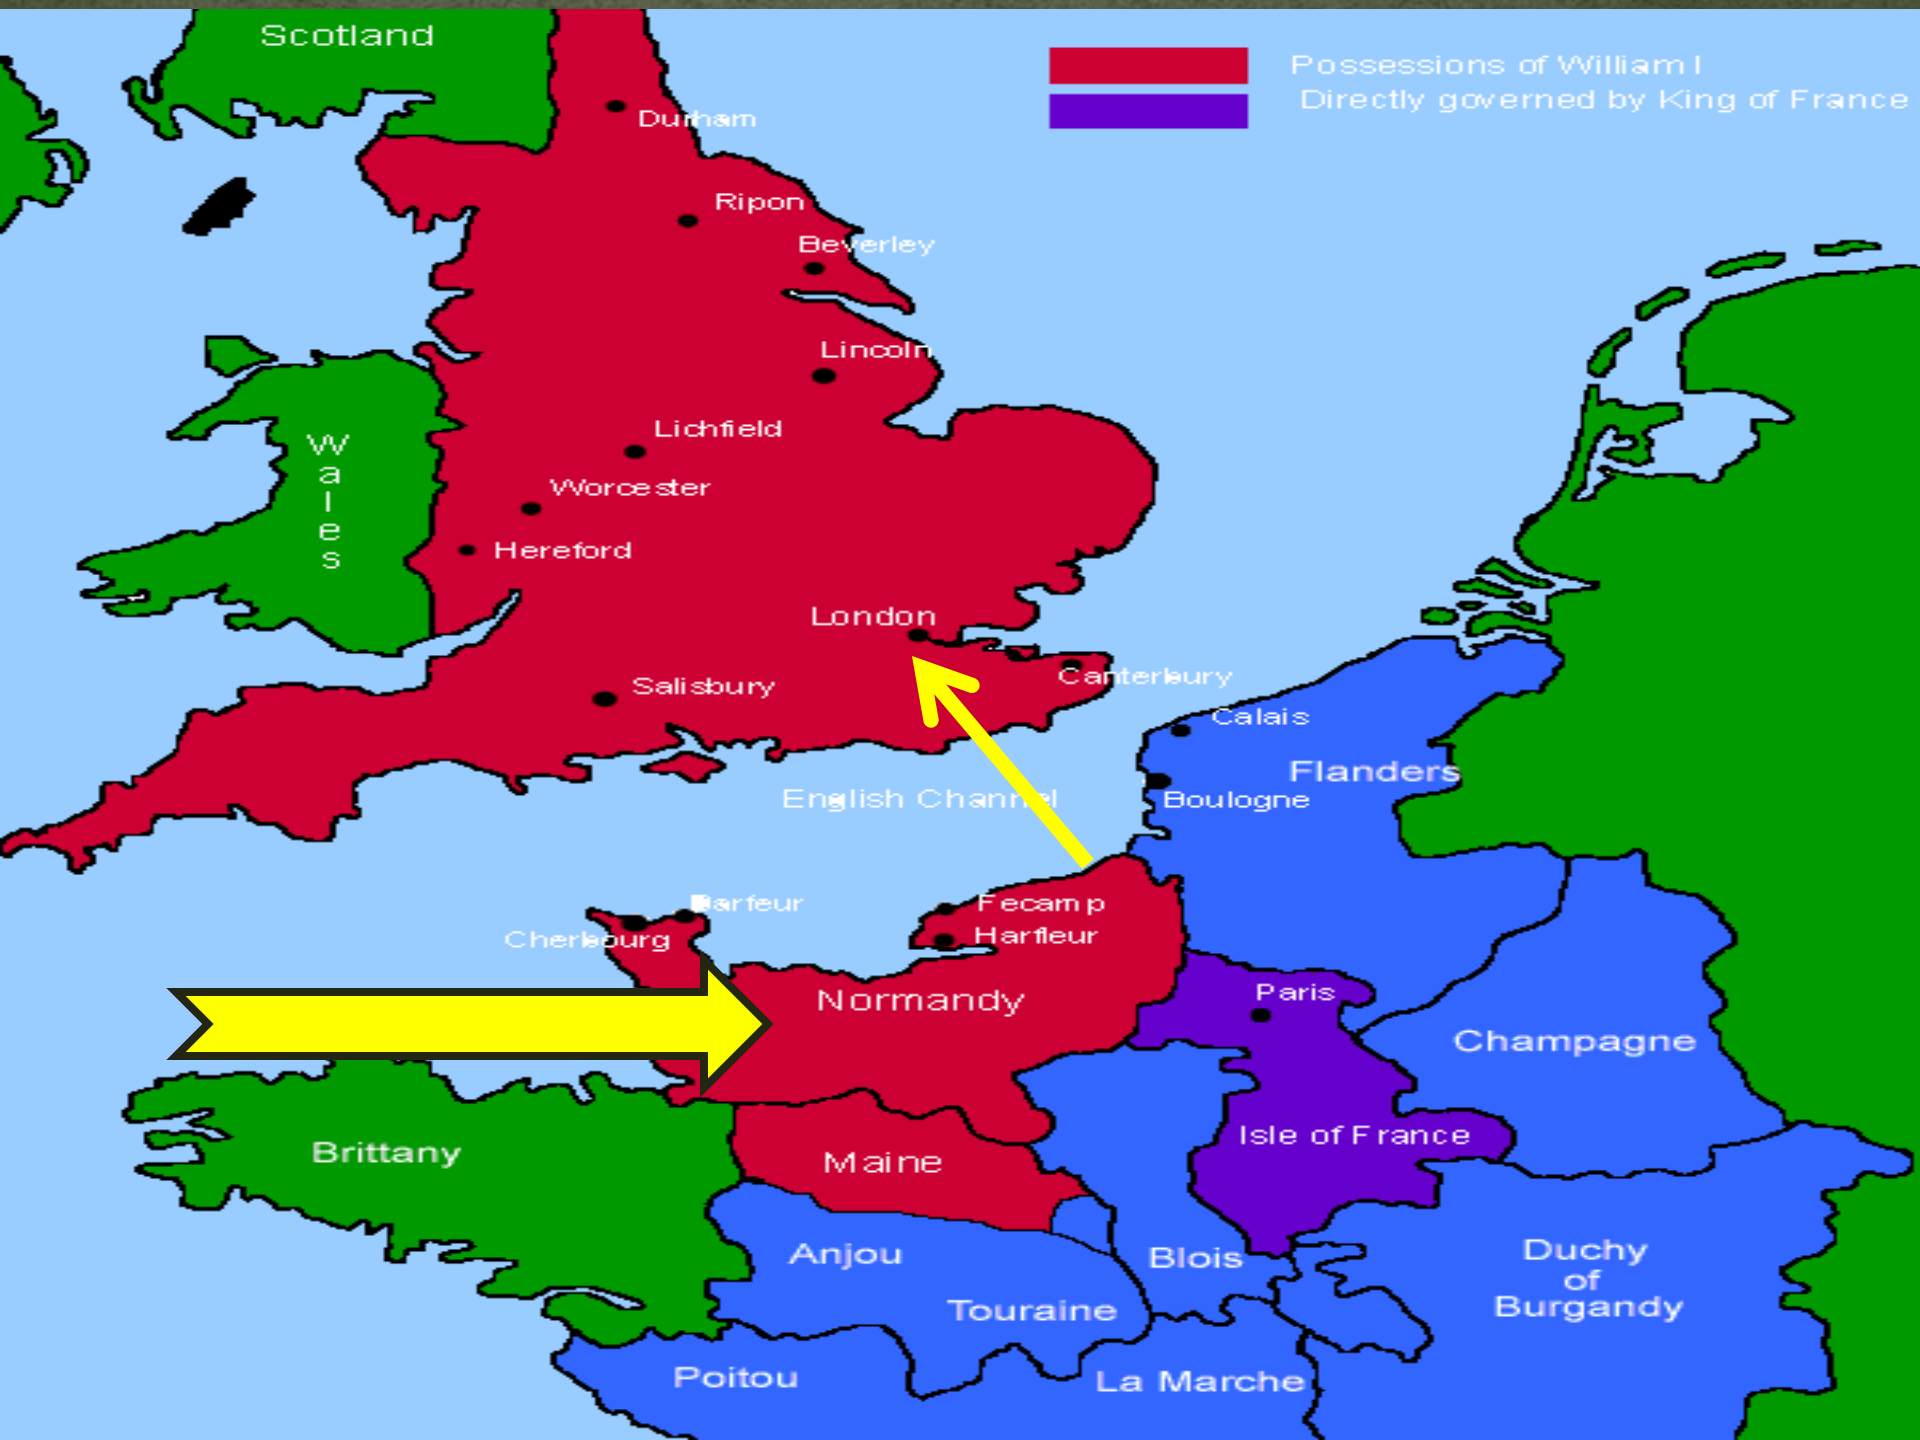 Scotland
Possessions of William I
Directly governed by King of France
Durham
Ripon
Beverley
Lincoln
Lichfield
Wales
Worcester
Hereford
London
Canterbury
Salisbury
Calais
Flanders
English Channel
Boulogne
Barfeur
Fecamp
Cherbourg
Harfleur
Normandy
Paris
Champagne
Isle of France
Brittany
Maine
Anjou
Blois
Duchy
of
Burgandy
Touraine
Poitou
La Marche